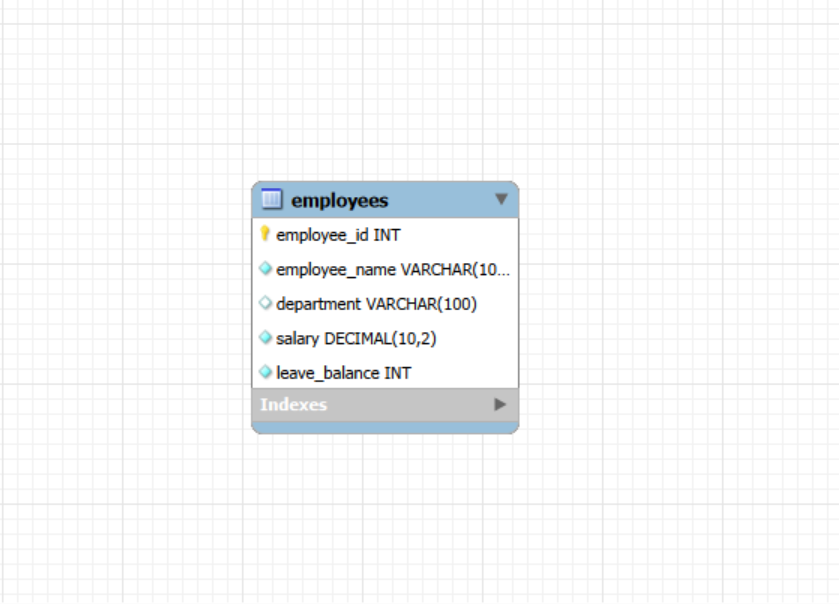 employees
employee_id INT
employee_name VARCHAR(10...
department VARCHAR(100)
salary DECIMAL(10,2)
leave_balance INT
Indexes